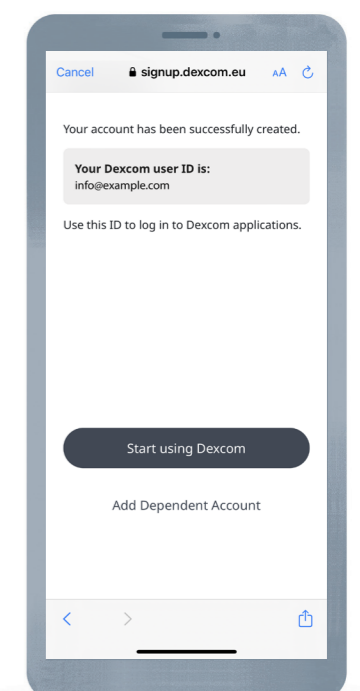 Cancel signup.dexcom.eu AA
Your account has been successfully created.
Your Dexcom user ID is:
info@example.com
Use this ID to log in to Dexcom applications.
Start using Dexcom
Add Dependent Account